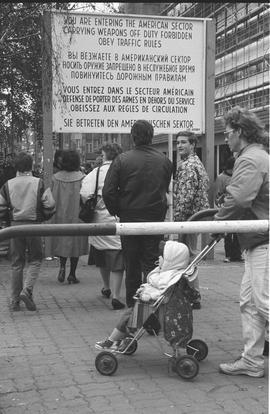 YOU ARE ENTERING THE AMERICAN SECTOR
CARRYING WEAPONS OFF DUTY FORBIDDEN
OBEY TRAFFIC RULES
ВЫ ВЪЕЗЖАЕТЕ В АМЕРИКАНСКИЙ СЕКТОР
НОСИТЬ ОРУЖИЕ ЗАПРЕЩЕНО В НЕСЛУЖЕБНОЕ ВРЕМЯ
ПОВИНУЙТЕСЬ ДОРОЖНЫМ ПРАВИЛАМ
VOUS ENTREZ DANS LE SECTEUR AMÉRICAIN
DÉFENSE DE PORTER DES ARMES EN DEHORS DU SERVICE
OBÉISSEZ AUX RÈGLES DE CIRCULATION
SIE BETRETEN DEN AMERIKANISCHEN SEKTOR